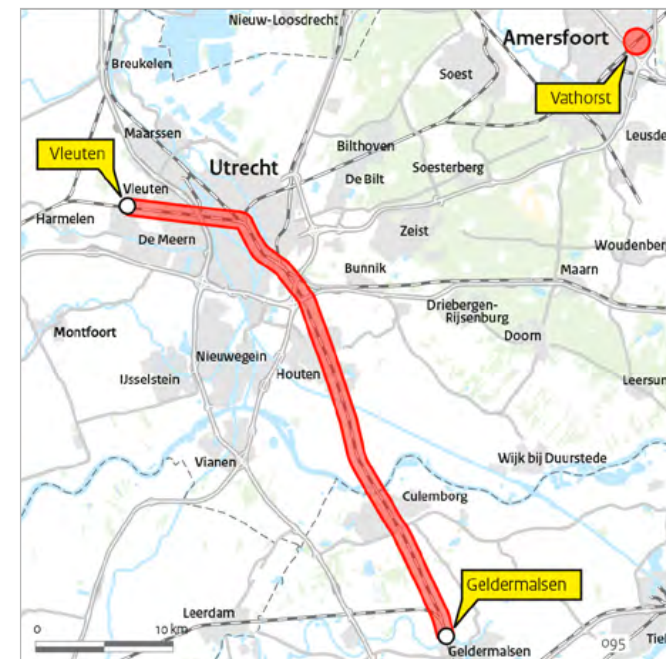 Nieuw-Loosdrecht
Amersfoort
Breukelen
Soest
Vathorst
Maarssen
Leusde
Vleuten
Bilthoven
Utrecht
Soesterberg
De Bilt
Vleuten
Harmelen
De Meern
Zeist
Woudenber
Bunnik
Maarn
Driebergen-
Rijsenburg
Montfoort
Doorn
Nieuwegein
Houten
IJsselstein
Leersum
Vianen
Wijk bij Duurstede
Culemborg
Geldermalsen
Leerdam
0 10 km
095
Tiel
Geldermalsen